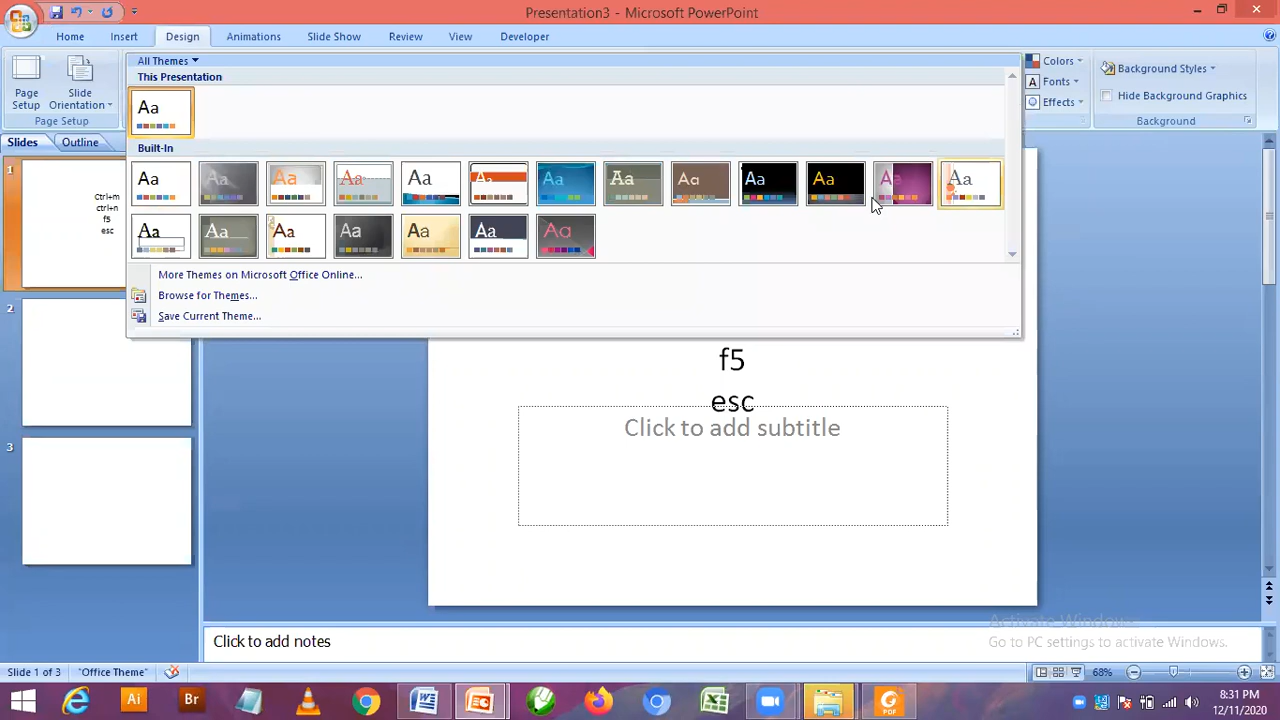 Presentation3 - Microsoft PowerPoint
Home Insert Design Animations Slide Show Review View Developer
All Themes
This Presentation
Aa
Built-In
Aa Aa Aa Aa Aa Aa Aa Aa Aa Aa Aa Aa Aa
Aa Aa Aa Aa Aa Aa Aa
More Themes on Microsoft Office Online...
Browse for Themes...
Save Current Theme...
Page Setup
Slide Orientation
Page Setup
Colors
Fonts
Effects
Background Styles
Hide Background Graphics
Background
Slides Outline
1
Ctrl+m
ctrl+n
f5
esc
2
3
f5
esc
Click to add subtitle
Activate Windows
Go to PC settings to activate Windows.
Click to add notes
Slide 1 of 3 "Office Theme" 68%
Ai Br PDF
8:31 PM
12/11/2020